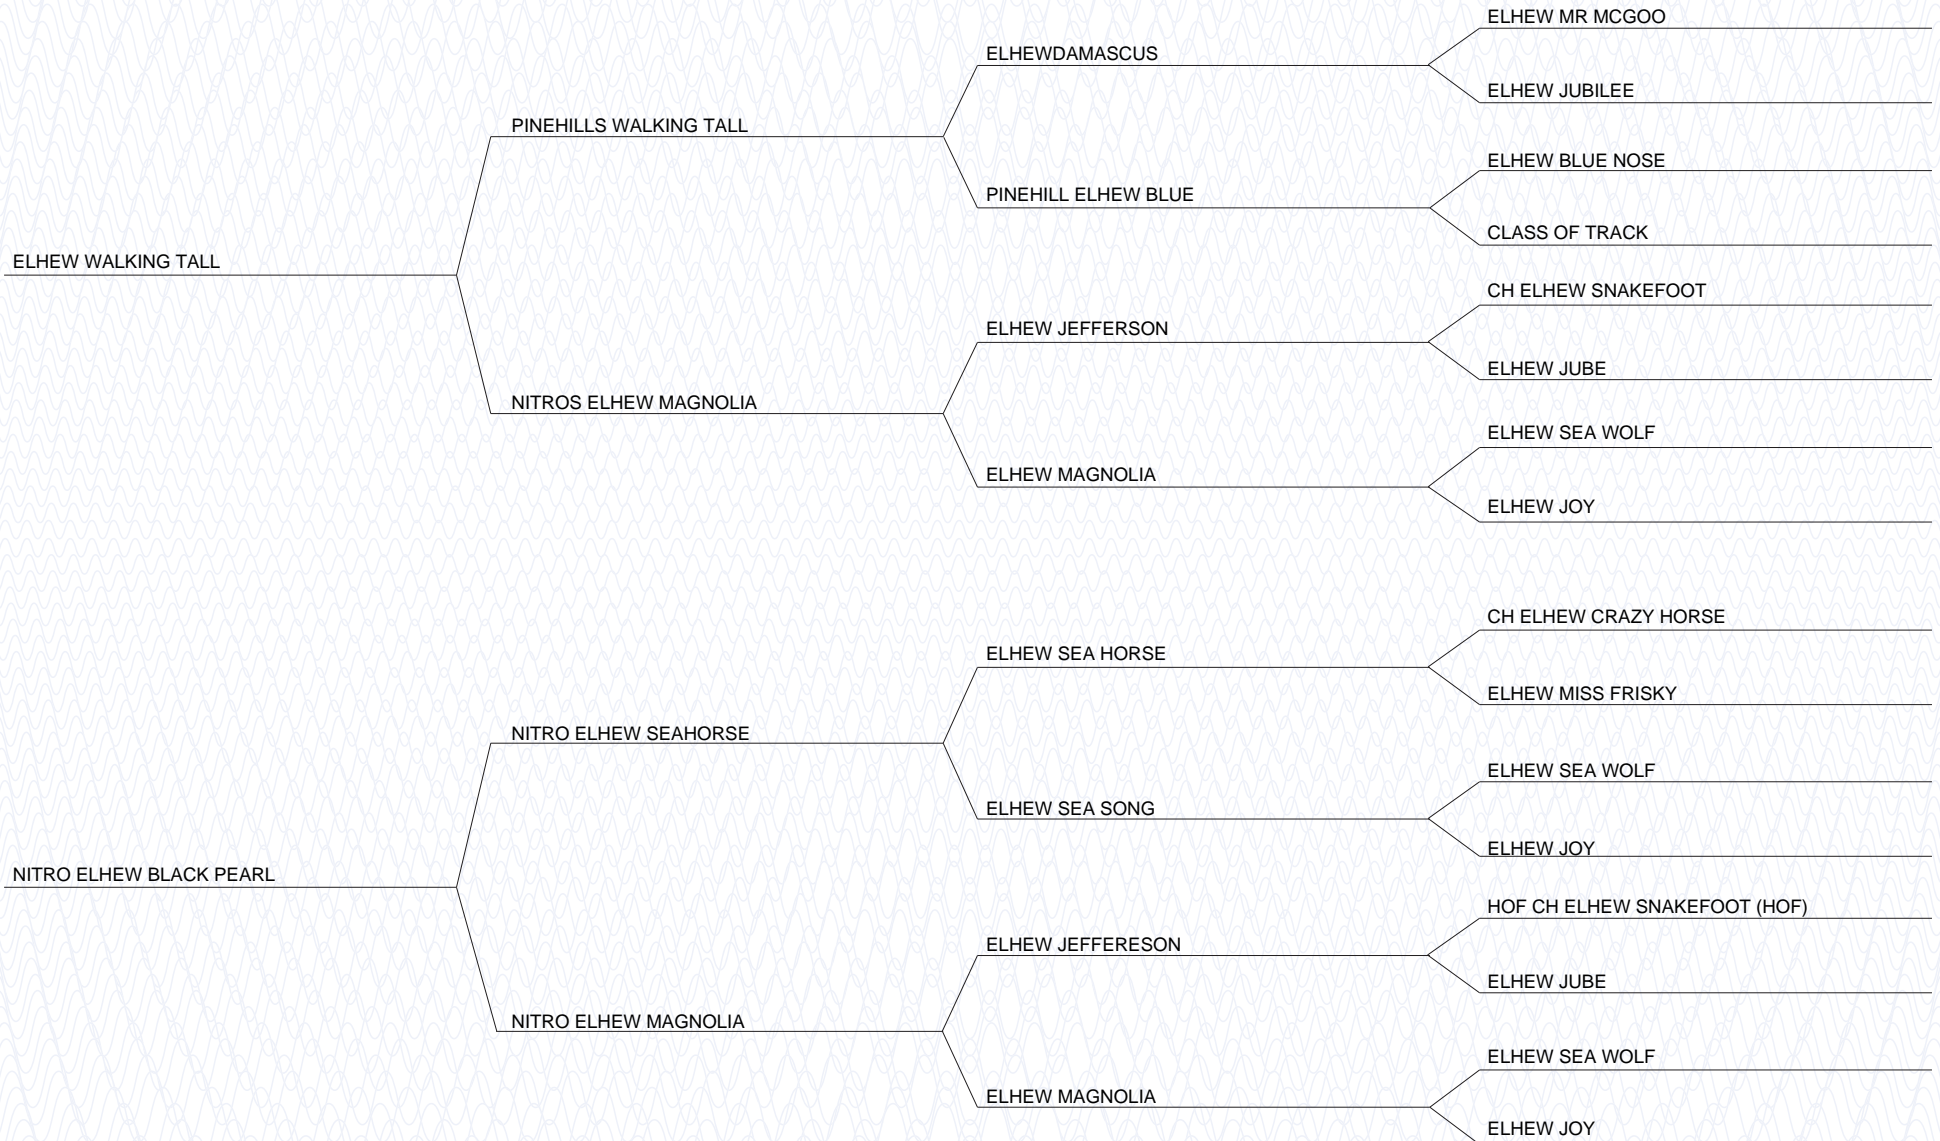 ELHEW MR MCGOO
ELHEWDAMASCUS
ELHEW JUBILEE
PINEHILLS WALKING TALL
ELHEW BLUE NOSE
PINEHILL ELHEW BLUE
CLASS OF TRACK
ELHEW WALKING TALL
CH ELHEW SNAKEFOOT
ELHEW JEFFERSON
ELHEW JUBE
NITROS ELHEW MAGNOLIA
ELHEW SEA WOLF
ELHEW MAGNOLIA
ELHEW JOY
CH ELHEW CRAZY HORSE
ELHEW SEA HORSE
ELHEW MISS FRISKY
NITRO ELHEW SEAHORSE
ELHEW SEA WOLF
ELHEW SEA SONG
ELHEW JOY
NITRO ELHEW BLACK PEARL
HOF CH ELHEW SNAKEFOOT (HOF)
ELHEW JEFFERESON
ELHEW JUBE
NITRO ELHEW MAGNOLIA
ELHEW SEA WOLF
ELHEW MAGNOLIA
ELHEW JOY